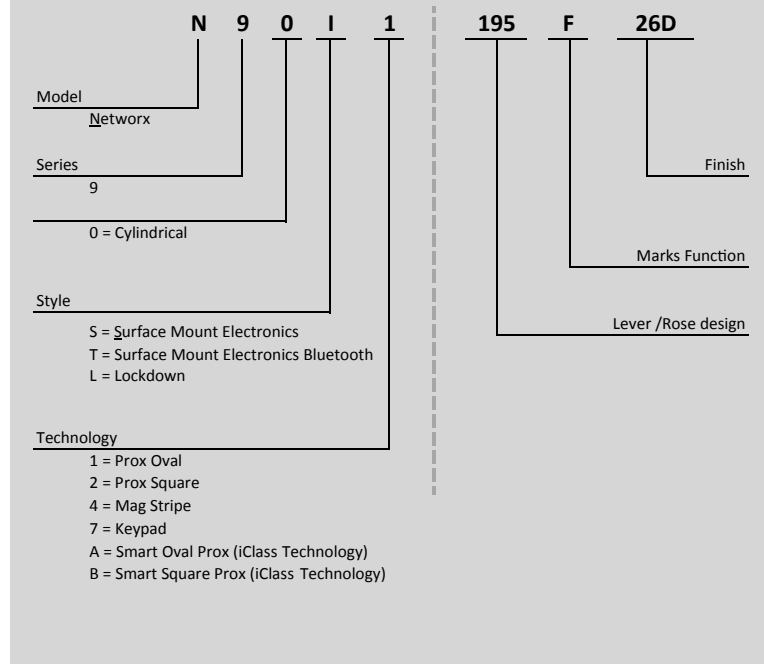 N 9 0 I 1 195 F 26D
Model
Networx
Series
9
0 = Cylindrical
Style
S = Surface Mount Electronics
T = Surface Mount Electronics Bluetooth
L = Lockdown
Technology
1 = Prox Oval
2 = Prox Square
4 = Mag Stripe
7 = Keypad
A = Smart Oval Prox (iClass Technology)
B = Smart Square Prox (iClass Technology)
Finish
Marks Function
Lever /Rose design